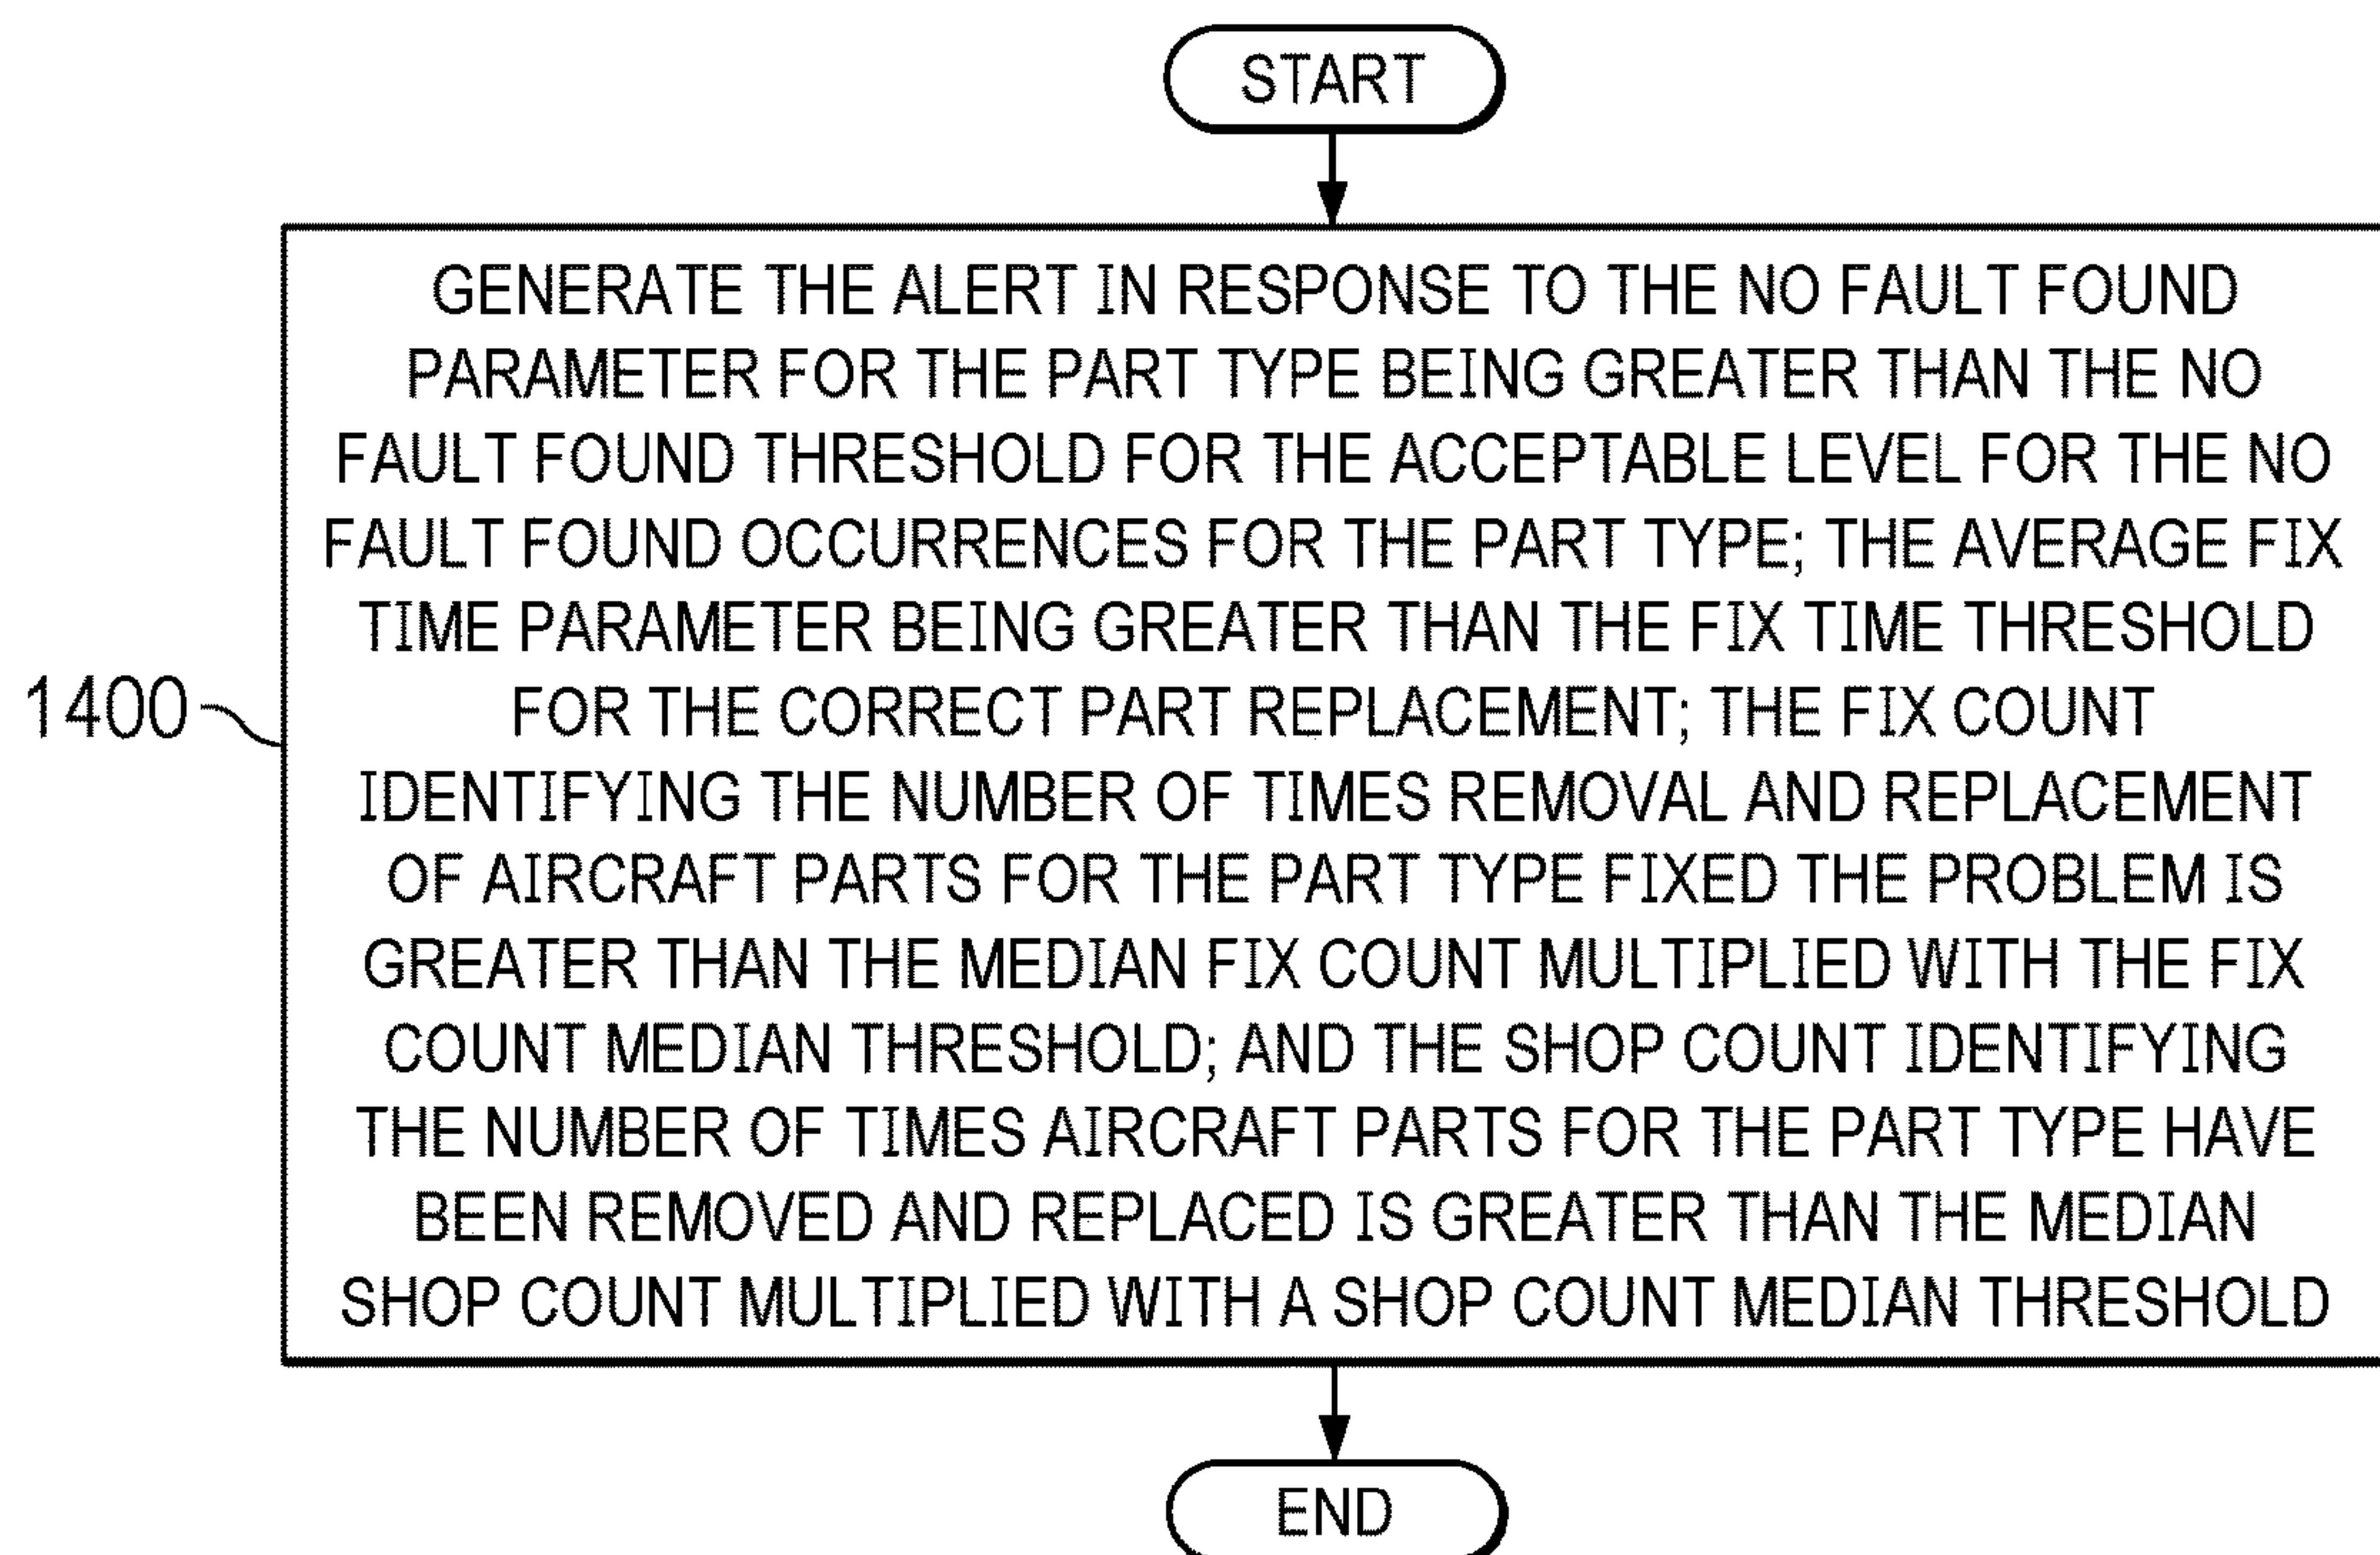 START
GENERATE THE ALERT IN RESPONSE TO THE NO FAULT FOUND
PARAMETER FOR THE PART TYPE BEING GREATER THAN THE NO
FAULT FOUND THRESHOLD FOR THE ACCEPTABLE LEVEL FOR THE NO
FAULT FOUND OCCURRENCES FOR THE PART TYPE; THE AVERAGE FIX
TIME PARAMETER BEING GREATER THAN THE FIX TIME THRESHOLD
FOR THE CORRECT PART REPLACEMENT; THE FIX COUNT
IDENTIFYING THE NUMBER OF TIMES REMOVAL AND REPLACEMENT
OF AIRCRAFT PARTS FOR THE PART TYPE FIXED THE PROBLEM IS
GREATER THAN THE MEDIAN FIX COUNT MULTIPLIED WITH THE FIX
COUNT MEDIAN THRESHOLD; AND THE SHOP COUNT IDENTIFYING
THE NUMBER OF TIMES AIRCRAFT PARTS FOR THE PART TYPE HAVE
BEEN REMOVED AND REPLACED IS GREATER THAN THE MEDIAN
SHOP COUNT MULTIPLIED WITH A SHOP COUNT MEDIAN THRESHOLD
1400
END